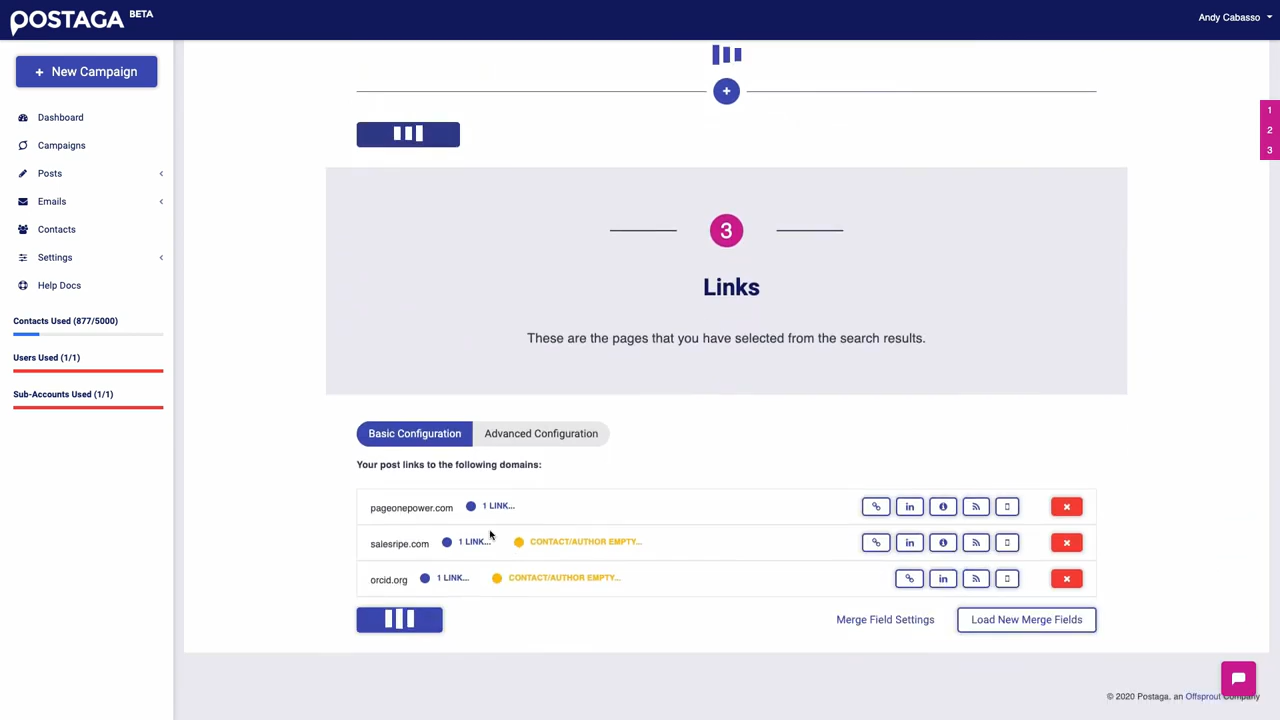 POSTAGA BETA
Andy Cabasso
+ New Campaign
Dashboard
Campaigns
Posts
Emails
Contacts
Settings
Help Docs
Contacts Used (877/5000)
Users Used (1/1)
Sub-Accounts Used (1/1)
1
2
3
3
Links
These are the pages that you have selected from the search results.
Basic Configuration Advanced Configuration
Your post links to the following domains:
pageonepower.com 1 LINK...
salesripe.com 1 LINK... CONTACT/AUTHOR EMPTY...
orcid.org 1 LINK... CONTACT/AUTHOR EMPTY...
Merge Field Settings Load New Merge Fields
© 2020 Postaga, an Offsprout Company